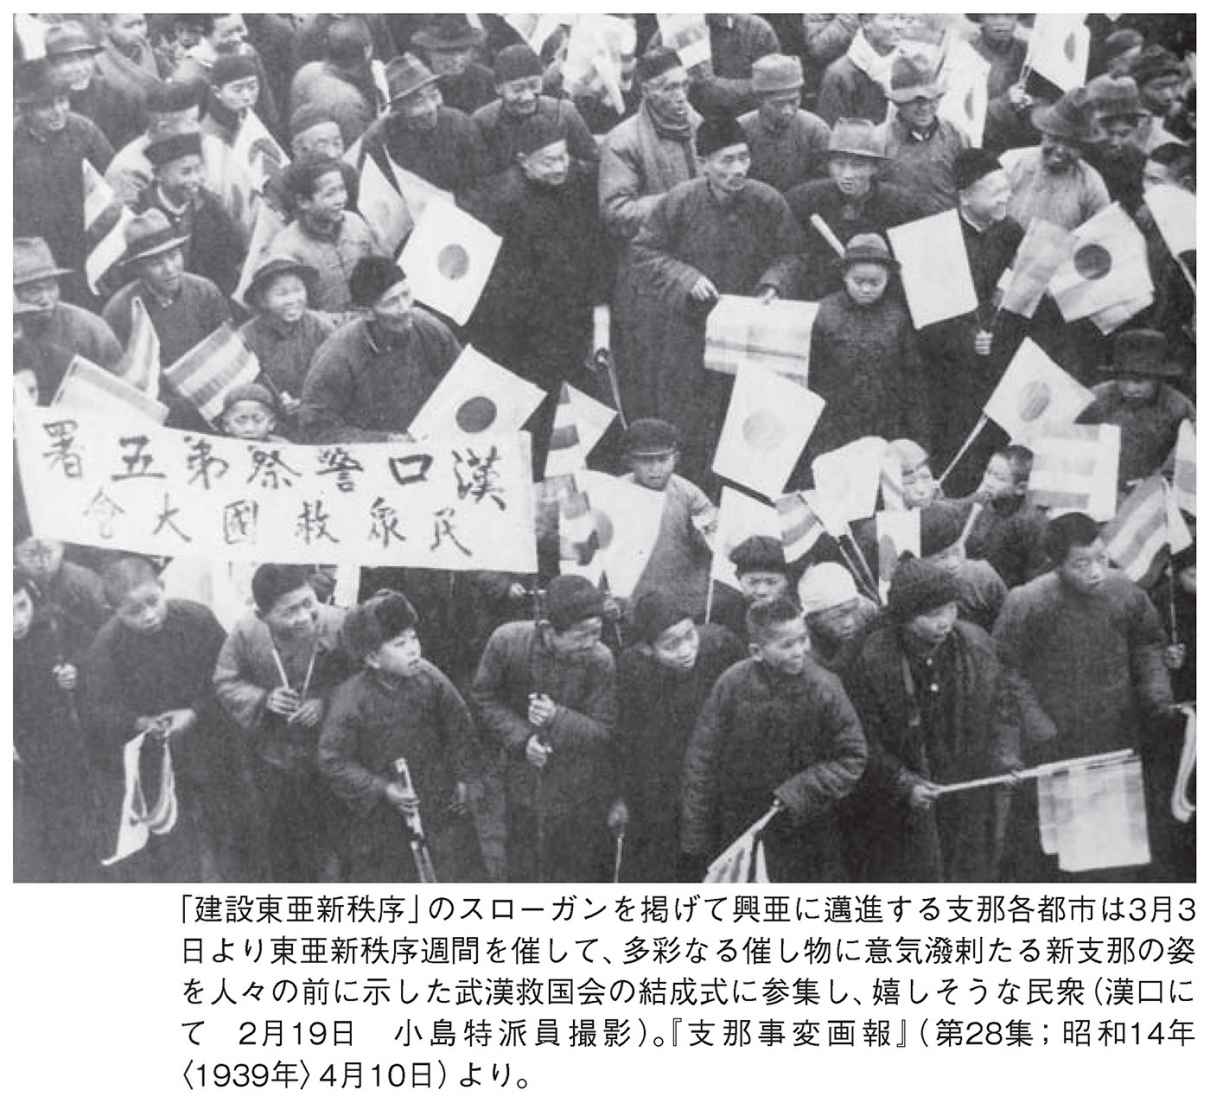 漢口警察第五署
民衆救國大會
「建設東亜新秩序」のスローガンを掲げて興亜に邁進する支那各都市は3月3
日より東亜新秩序週間を催して、多彩なる催し物に意気潑剌たる新支那の姿
を人々の前に示した武漢救国会の結成式に参集し、嬉しそうな民衆（漢口に
て　2月19日　小島特派員撮影）。『支那事変画報』（第28集；昭和14年
〈1939年〉4月10日）より。